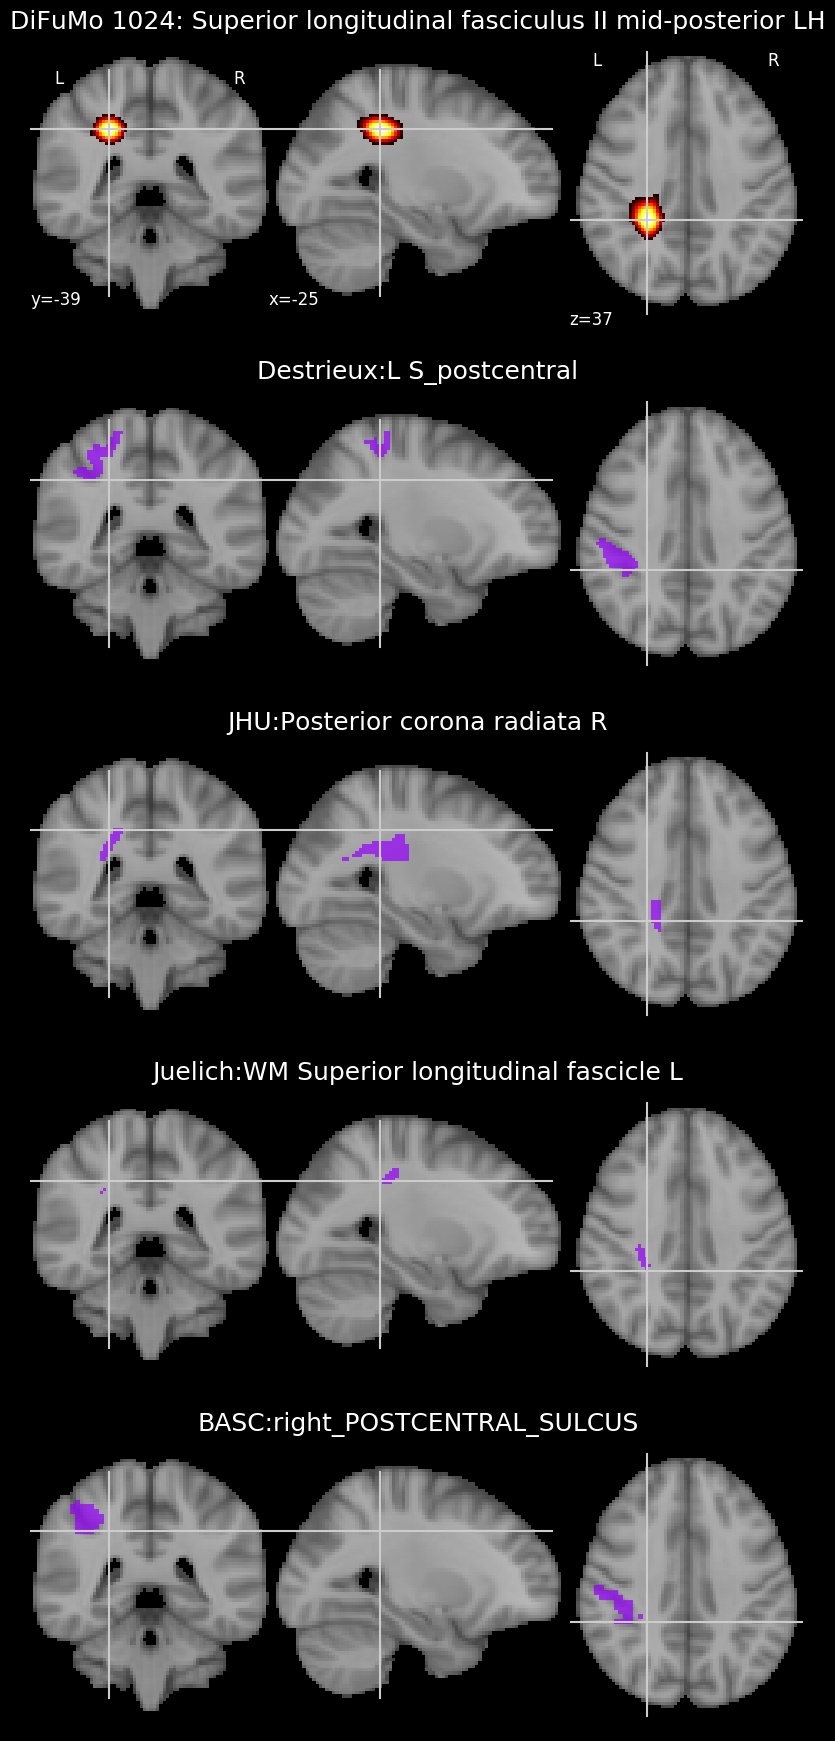 DiFuMo 1024: Superior longitudinal fasciculus II mid-posterior LH
L R L R
y=-39 x=-25 z=37
Destrieux:L S_postcentral
JHU:Posterior corona radiata R
Juelich:WM Superior longitudinal fascicle L
BASC:right_POSTCENTRAL_SULCUS